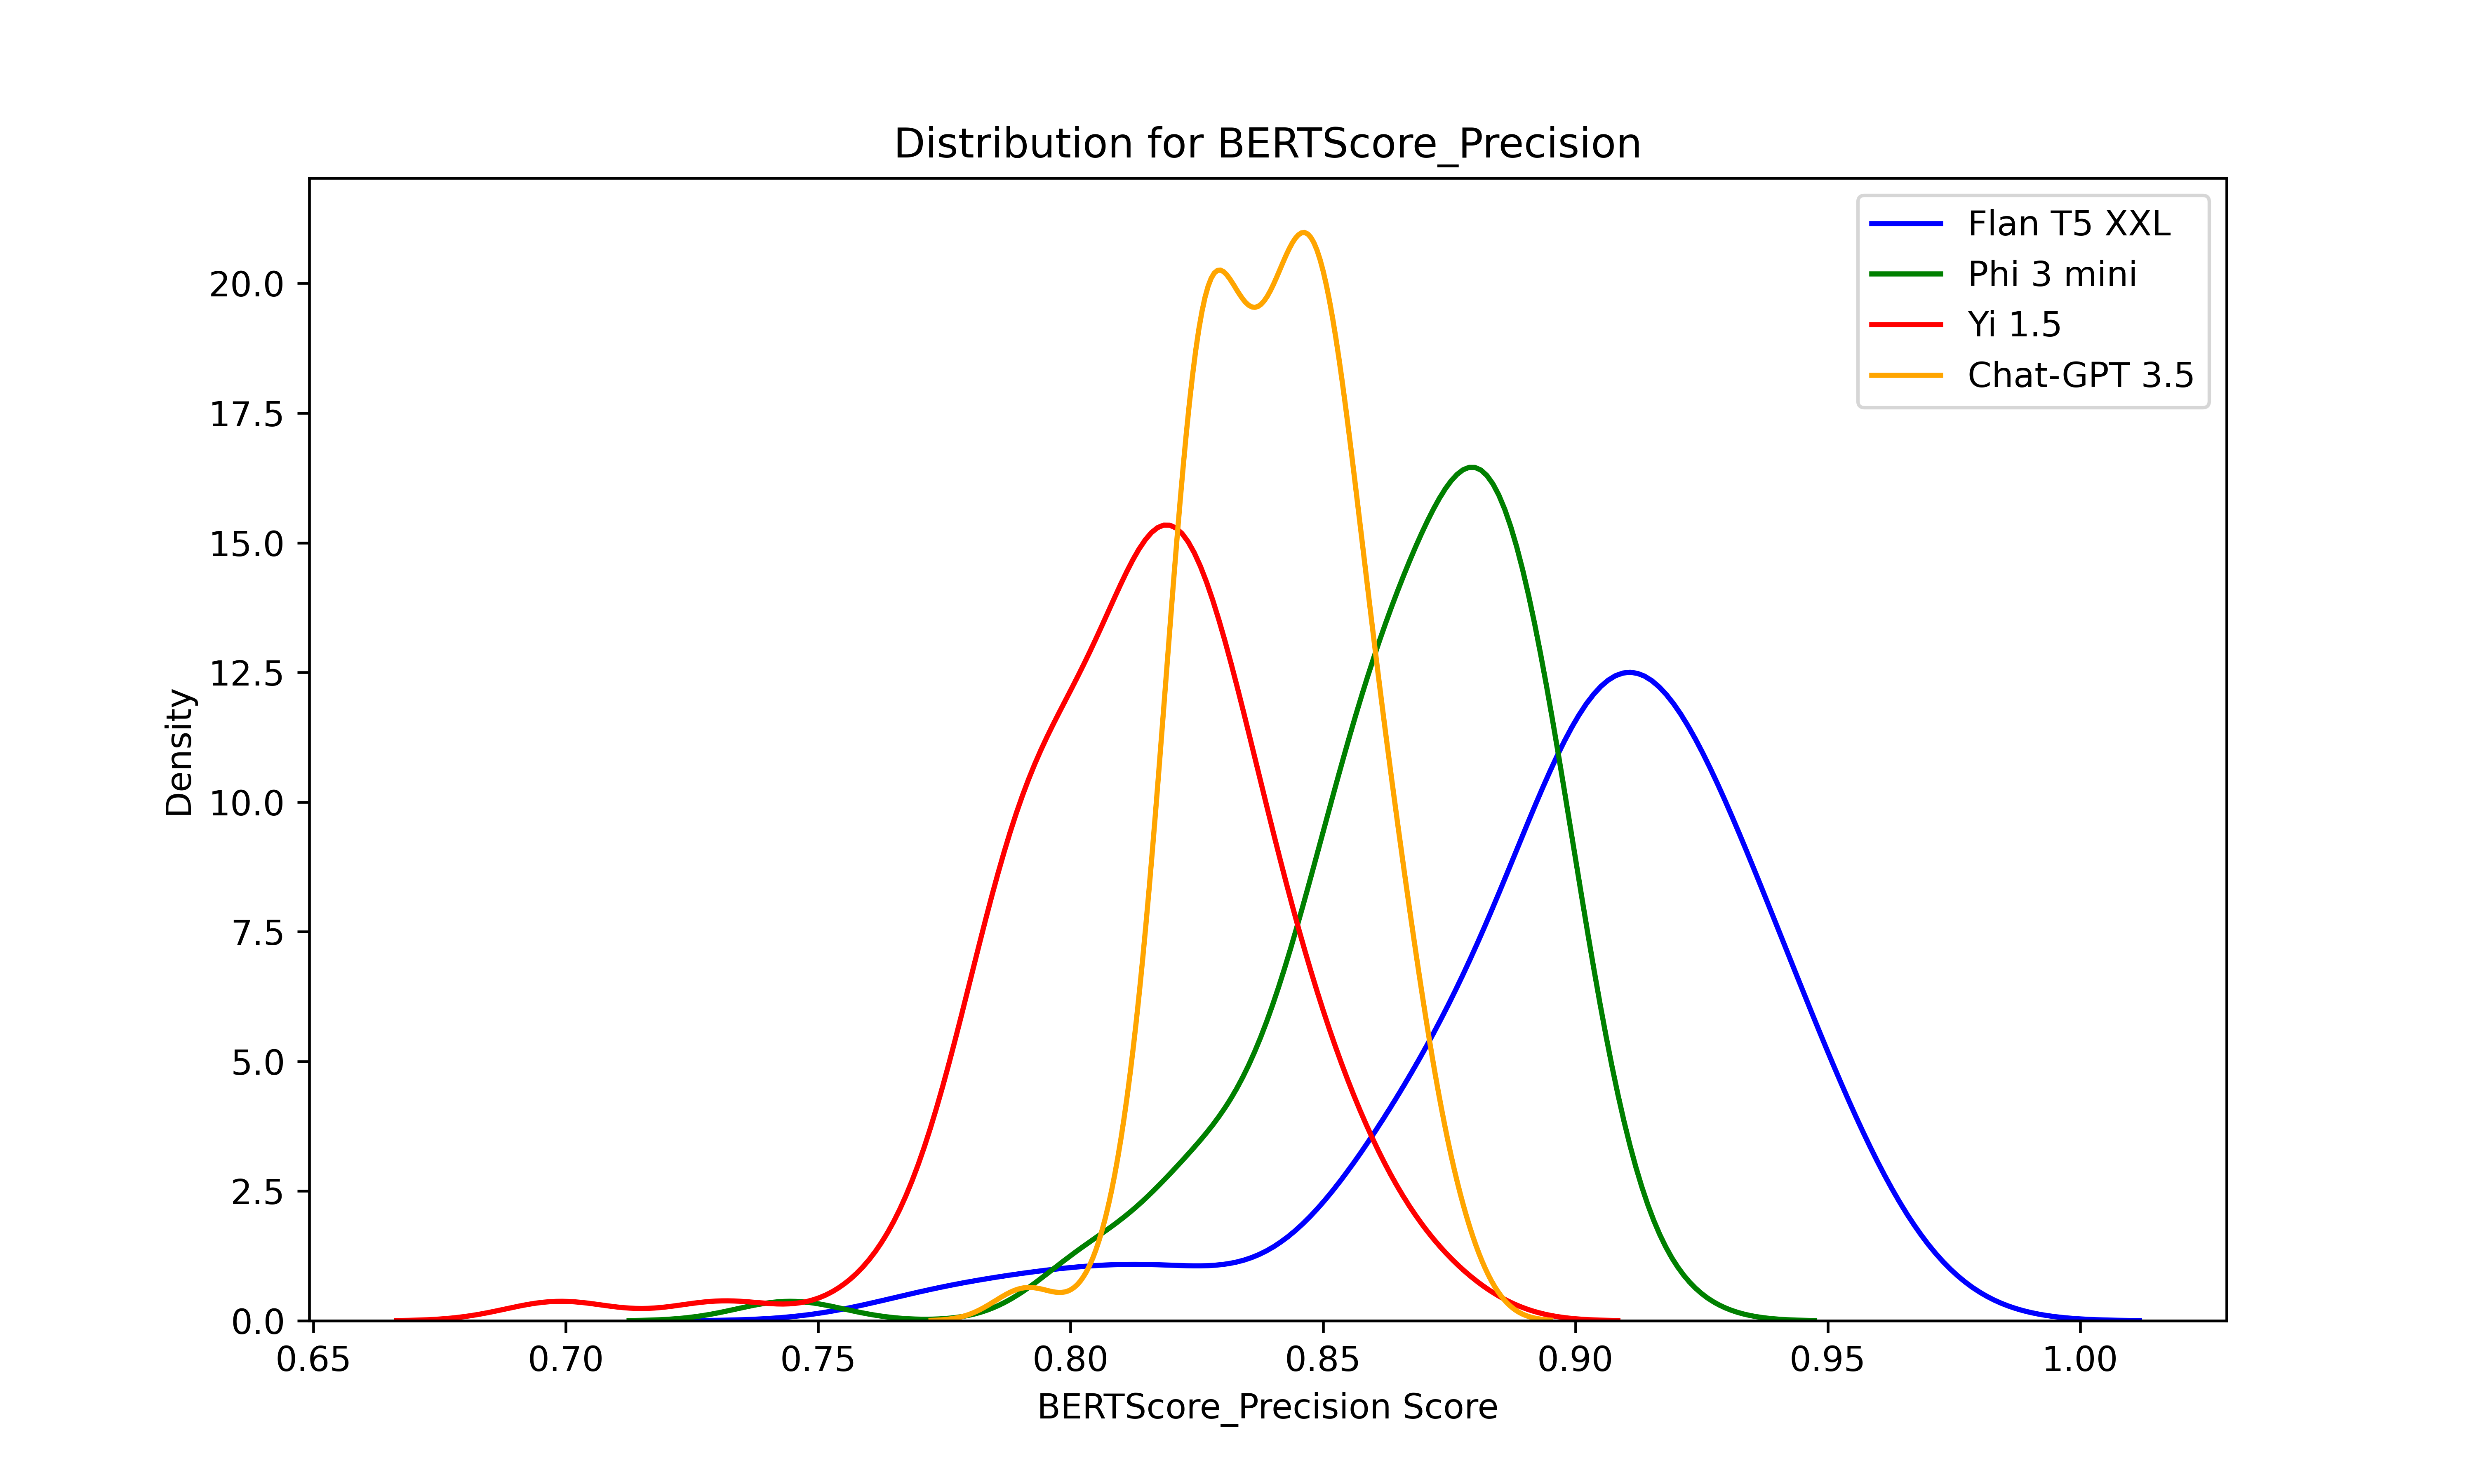 Distribution for BERTScore_Precision
Flan T5 XXL
Phi 3 mini
Yi 1.5
Chat-GPT 3.5
Density
20.0
17.5
15.0
12.5
10.0
7.5
5.0
2.5
0.0
0.65 0.70 0.75 0.80 0.85 0.90 0.95 1.00
BERTScore_Precision Score